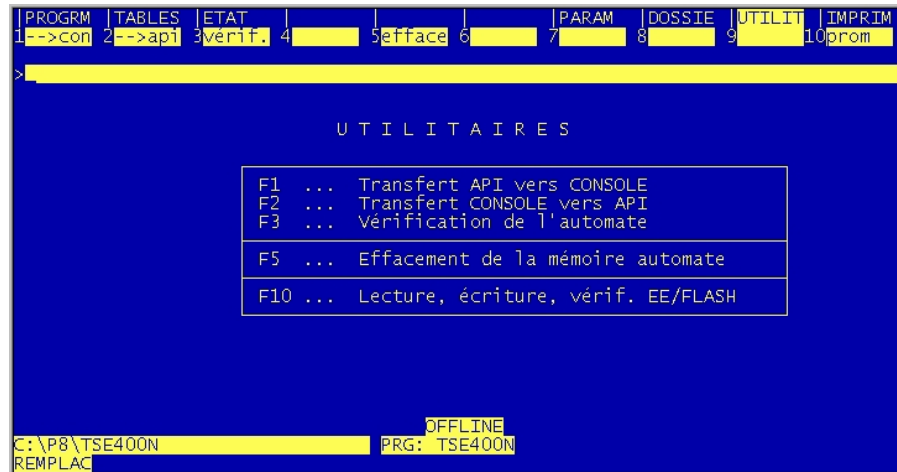 |PROGRM |TABLES |ETAT | | | |PARAM |DOSSIE |UTILIT |IMPRIM
1-->con 2-->api 3vérif. 4 5efface 6 7 8 9 10prom
>
U T I L I T A I R E S
F1 ... Transfert API vers CONSOLE
F2 ... Transfert CONSOLE vers API
F3 ... Vérification de l'automate
F5 ... Effacement de la mémoire automate
F10 ... Lecture, écriture, vérif. EE/FLASH
OFFLINE
C:\P8\TSE400N PRG: TSE400N
REMPLAC